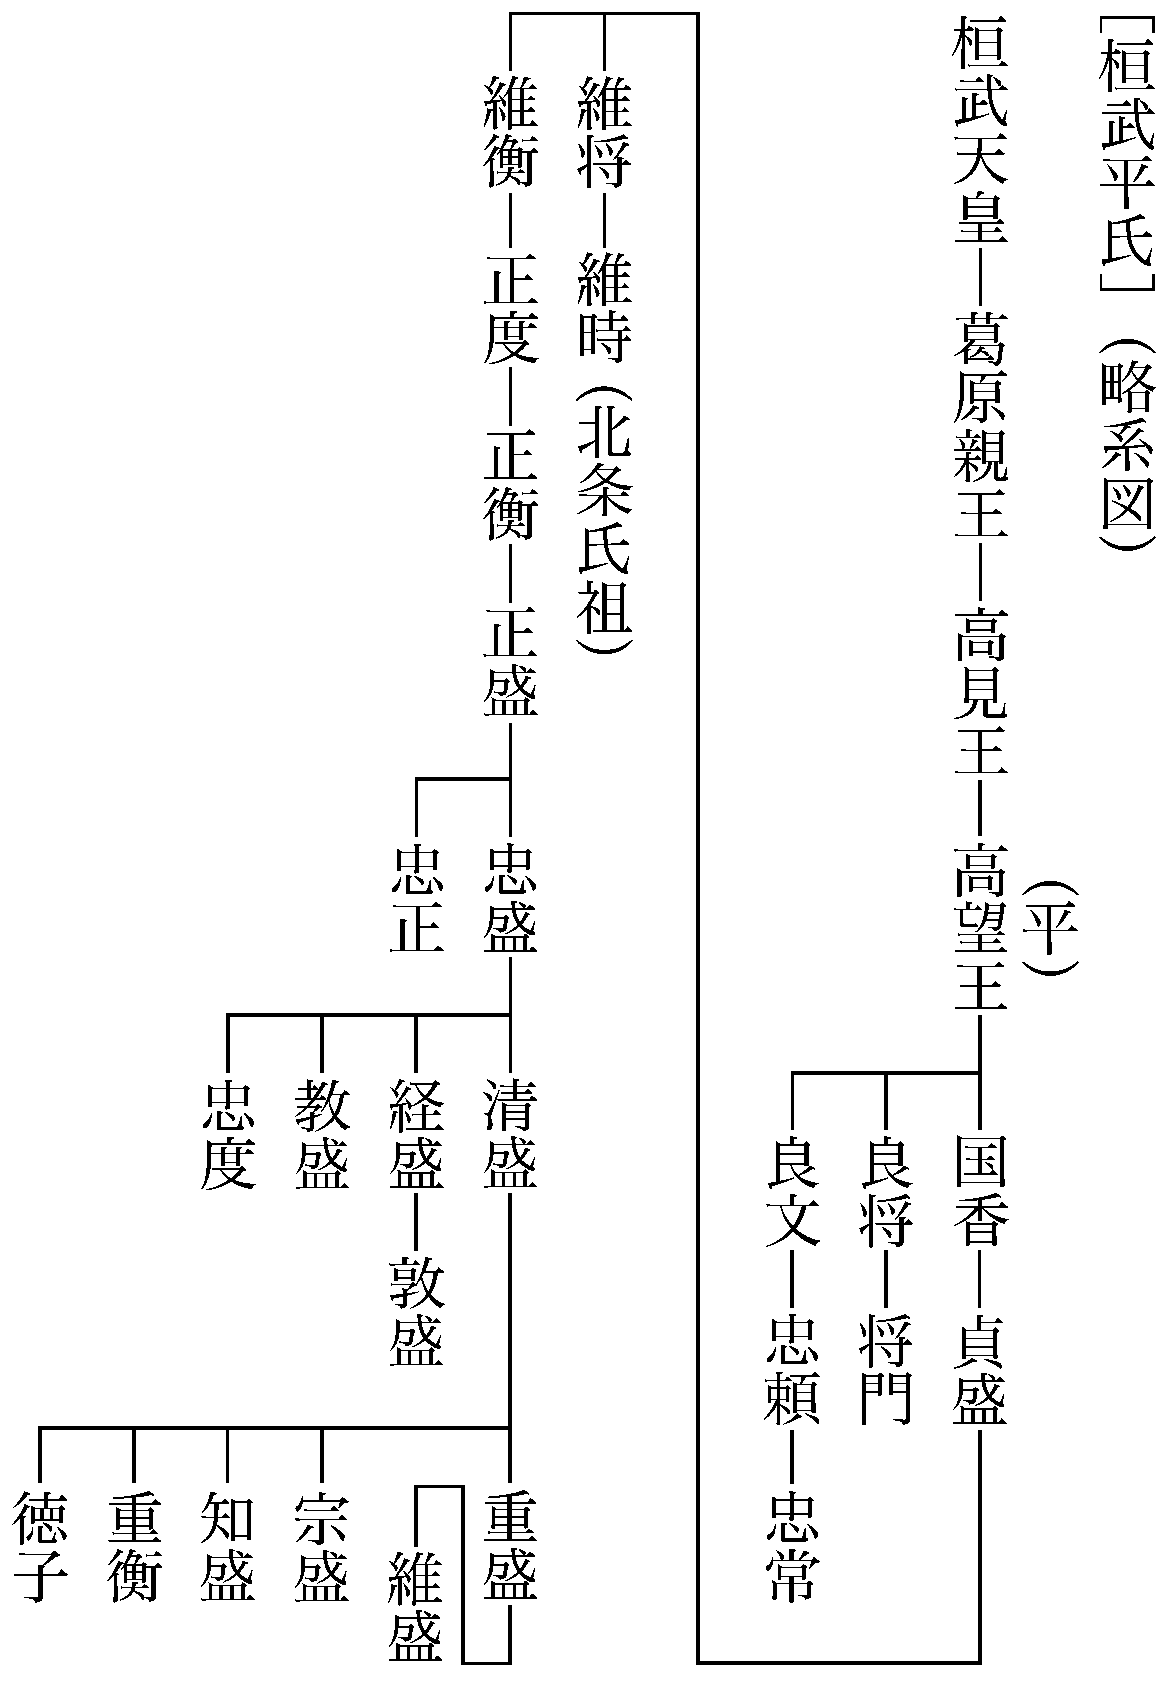 ［桓武平氏］（略系図）
（平）
桓武天皇
葛原親王
高見王
高望王
国香
貞盛
良将
将門
良文
忠頼
忠常
維将
維時（北条氏祖）
維衡
正度
正衡
正盛
忠盛
忠正
清盛
経盛
敦盛
教盛
忠度
重盛
維盛
宗盛
知盛
重衡
徳子